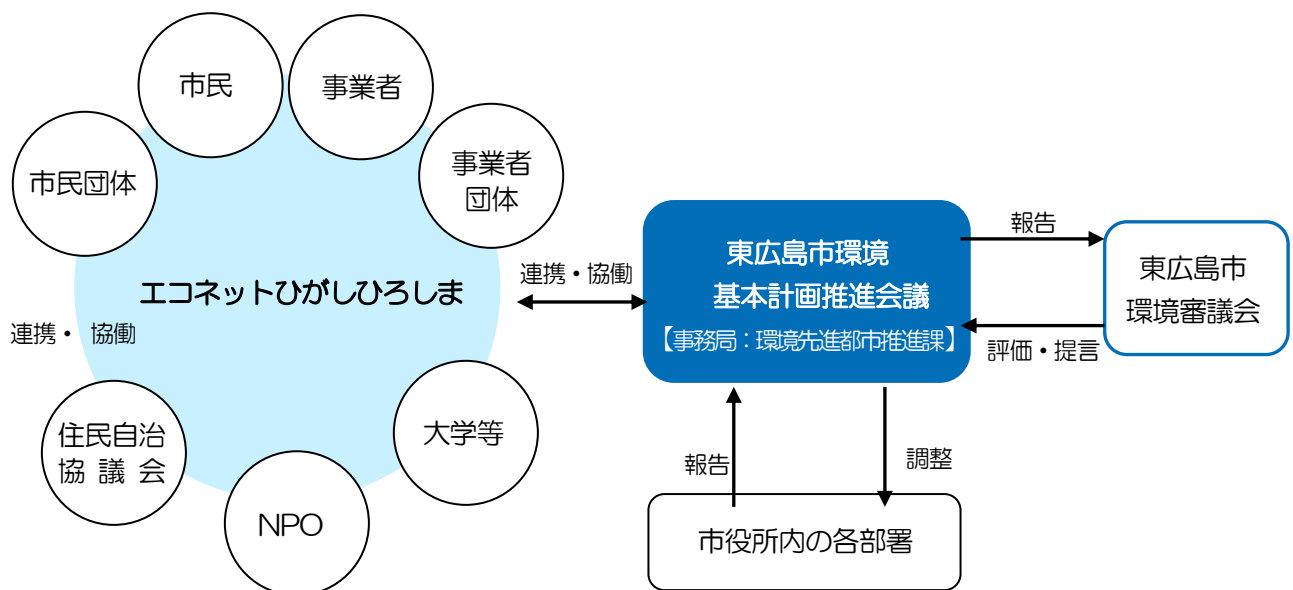 市民
事業者
市民団体
事業者
団体
エコネットひがしひろしま
連携・ 協働
住民自治
協 議 会
NPO
大学等
連携・協働
東広島市環境
基本計画推進会議
【事務局：環境先進都市推進課】
報告
東広島市
環境審議会
評価・提言
報告
調整
市役所内の各部署